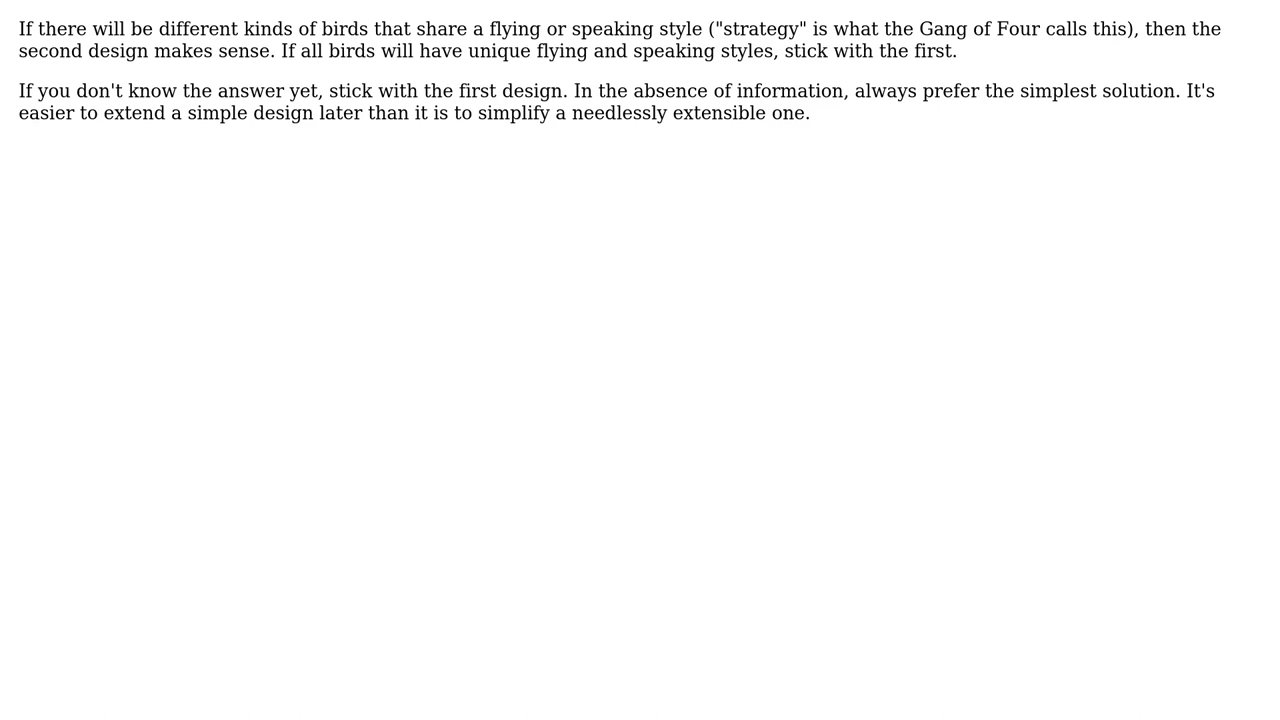 If there will be different kinds of birds that share a flying or speaking style ("strategy" is what the Gang of Four calls this), then the
second design makes sense. If all birds will have unique flying and speaking styles, stick with the first.
If you don't know the answer yet, stick with the first design. In the absence of information, always prefer the simplest solution. It's
easier to extend a simple design later than it is to simplify a needlessly extensible one.